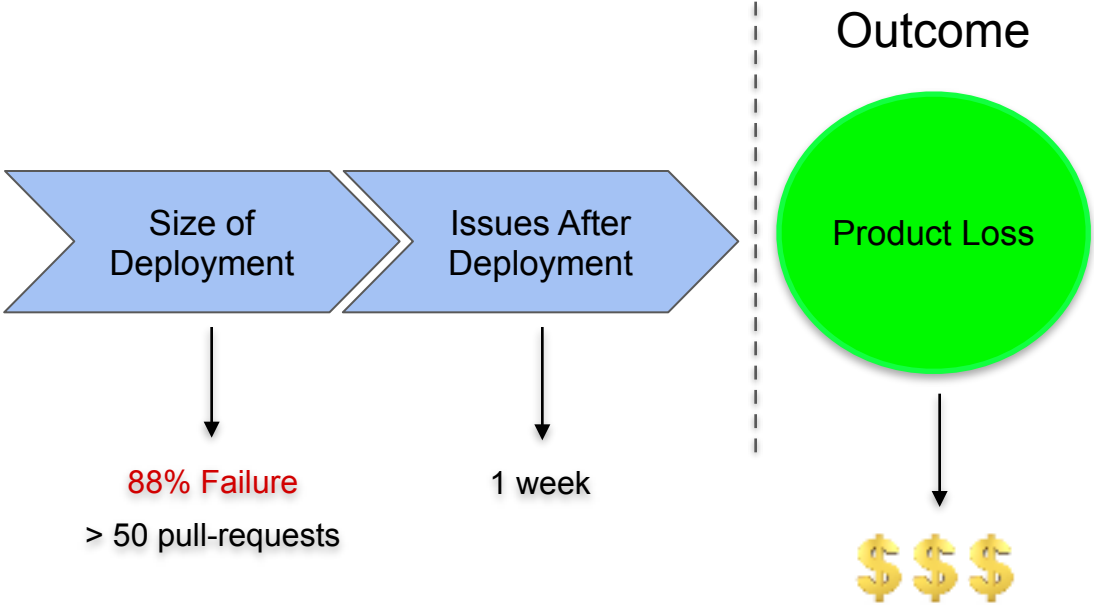 Outcome
Size of
Deployment
Issues After
Deployment
Product Loss
88% Failure
> 50 pull-requests
1 week
$$$